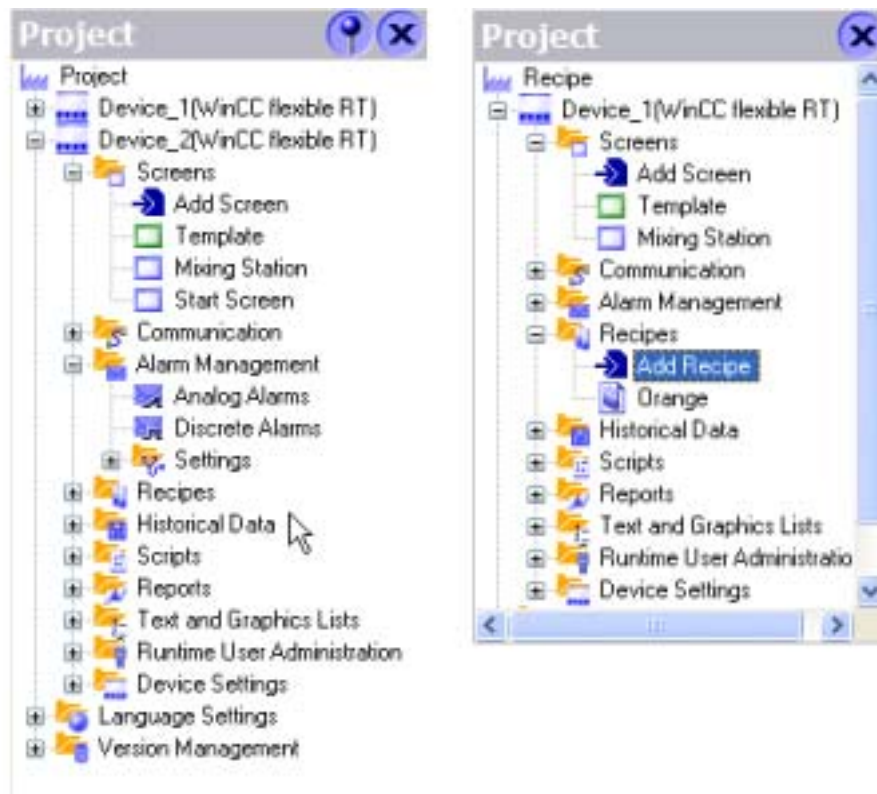 Project
Project
Device_1(WinCC flexible RT)
Device_2(WinCC flexible RT)
Screens
Add Screen
Template
Mixing Station
Start Screen
Communication
Alarm Management
Analog Alarms
Discrete Alarms
Settings
Recipes
Historical Data
Scripts
Reports
Text and Graphics Lists
Runtime User Administration
Device Settings
Language Settings
Version Management
Project
Recipe
Device_1(WinCC flexible RT)
Screens
Add Screen
Template
Mixing Station
Communication
Alarm Management
Recipes
Add Recipe
Orange
Historical Data
Scripts
Reports
Text and Graphics Lists
Runtime User Administratio
Device Settings